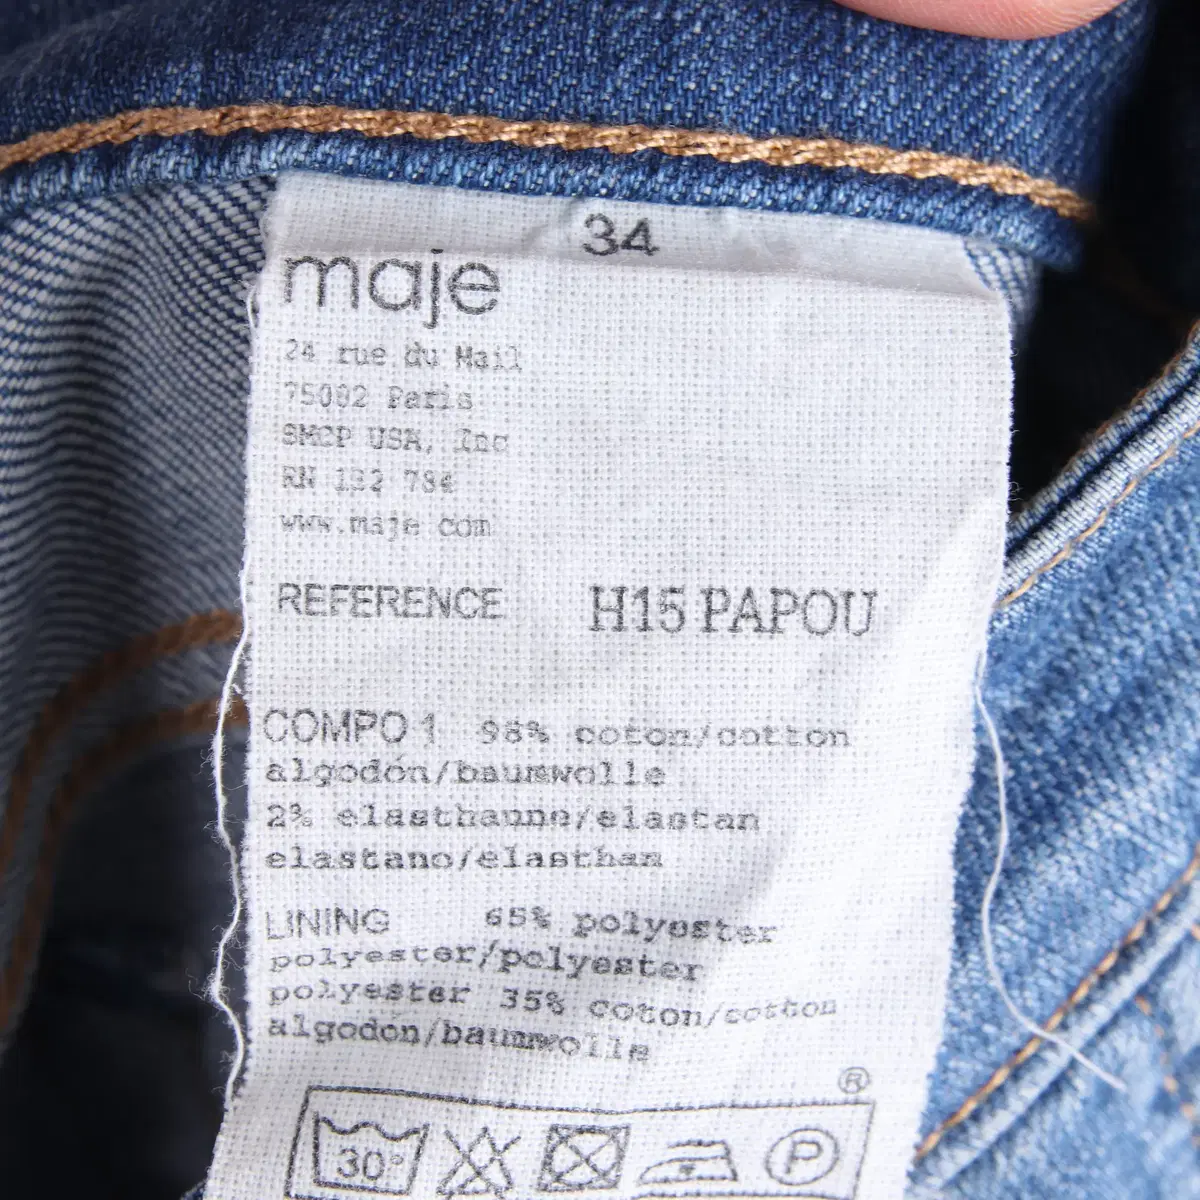 34
maje
24 rue du Mail
75002 Paris
SMCP USA, Inc
RN 132 784
www.maje com
REFERENCE H15 PAPOU
COMPO 1 98% coton/cotton
algodón/baumwolle
2% elasthanne/elastan
elastano/elasthan
LINING 65% polyester
polyester/polyester
polyester 35% coton/cotton
algodón/baumwolle
®
30° P